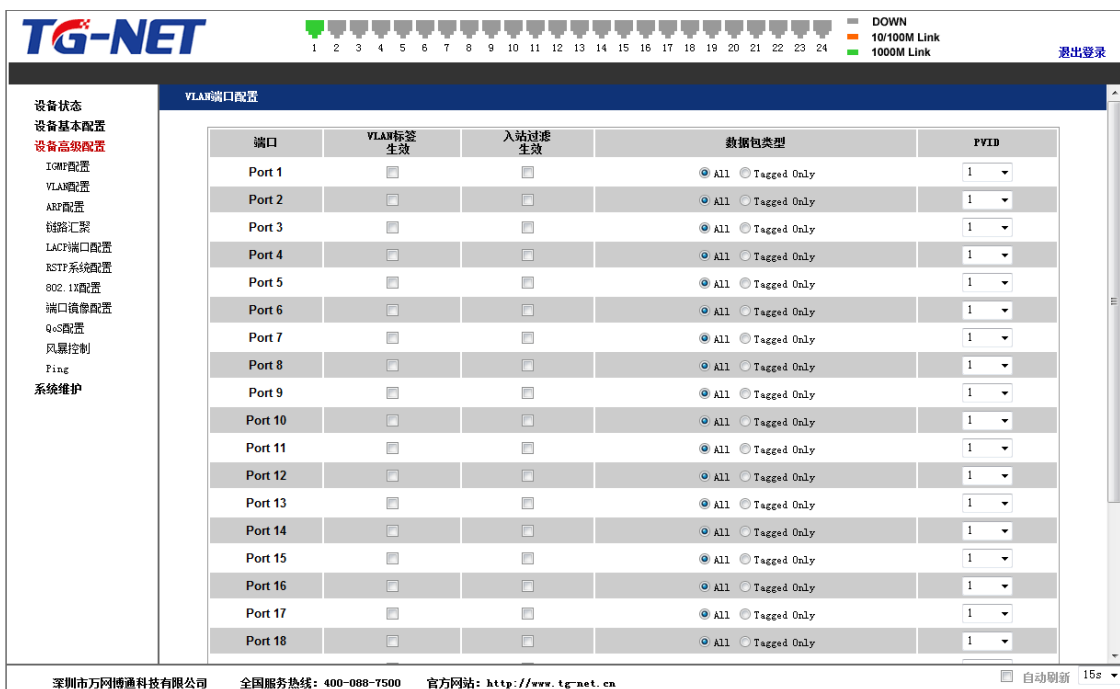 TG-NET
DOWN
10/100M Link
1000M Link
1 2 3 4 5 6 7 8 9 10 11 12 13 14 15 16 17 18 19 20 21 22 23 24
退出登录
设备状态
设备基本配置
设备高级配置
IGMP配置
VLAN配置
ARP配置
链路汇聚
LACP端口配置
RSTP系统配置
802.1X配置
端口镜像配置
QoS配置
风暴控制
Ping
系统维护
VLAN端口配置
端口 VLAN标签生效 入站过滤生效 数据包类型 PVID
Port 1 All Tagged Only 1
Port 2 All Tagged Only 1
Port 3 All Tagged Only 1
Port 4 All Tagged Only 1
Port 5 All Tagged Only 1
Port 6 All Tagged Only 1
Port 7 All Tagged Only 1
Port 8 All Tagged Only 1
Port 9 All Tagged Only 1
Port 10 All Tagged Only 1
Port 11 All Tagged Only 1
Port 12 All Tagged Only 1
Port 13 All Tagged Only 1
Port 14 All Tagged Only 1
Port 15 All Tagged Only 1
Port 16 All Tagged Only 1
Port 17 All Tagged Only 1
Port 18 All Tagged Only 1
深圳市万网博通科技有限公司 全国服务热线：400-088-7500 官方网站：http://www.tg-net.cn
自动刷新 15s